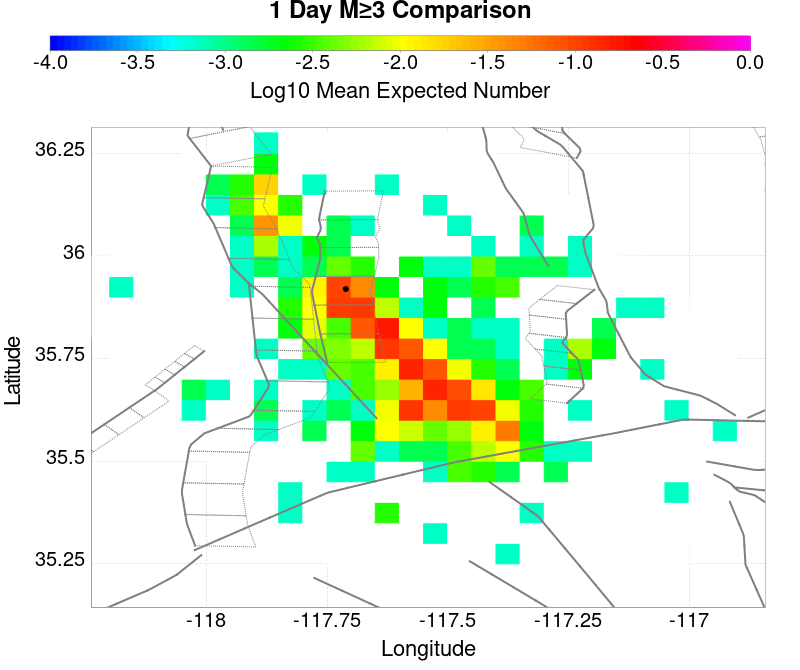 1 Day M≥3 Comparison
-4.0 -3.5 -3.0 -2.5 -2.0 -1.5 -1.0 -0.5 0.0
Log10 Mean Expected Number
36.25
36
35.75
35.5
35.25
Latitude
-118 -117.75 -117.5 -117.25 -117
Longitude